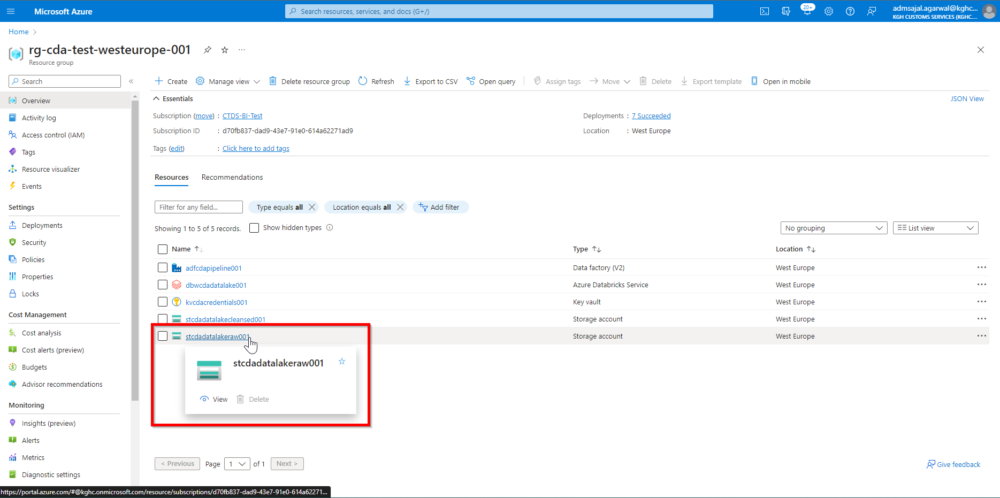 Microsoft Azure
Search resources, services, and docs (G+/)
20+
admsajal.agarwal@kghc...
KGH CUSTOMS SERVICES (KGHC....
Home >
rg-cda-test-westeurope-001
Resource group
Search
«
Create
Manage view
Delete resource group
Refresh
Export to CSV
Open query
Assign tags
Move
Delete
Export template
Open in mobile
Overview
Activity log
Access control (IAM)
Tags
Resource visualizer
Events
Settings
Deployments
Security
Policies
Properties
Locks
Cost Management
Cost analysis
Cost alerts (preview)
Budgets
Advisor recommendations
Monitoring
Insights (preview)
Alerts
Metrics
Diagnostic settings
Essentials
JSON View
Subscription (move) : CTDS-BI-Test
Deployments : 7 Succeeded
Subscription ID : d70fb837-dad9-43e7-91e0-614a62271ad9
Location : West Europe
Tags (edit) : Click here to add tags
Resources Recommendations
Filter for any field...
Type equals all
Location equals all
Add filter
Showing 1 to 5 of 5 records.
Show hidden types
No grouping
List view
Name Type Location
adfcdapipeline001 Data factory (V2) West Europe
dbwcdadatalake001 Azure Databricks Service West Europe
kvcdacredentials001 Key vault West Europe
stcdadatalakecleansed001 Storage account West Europe
stcdadatalakeraw001 Storage account West Europe
stcdadatalakeraw001
View Delete
< Previous Page 1 of 1 Next >
Give feedback
https://portal.azure.com/#@kghc.onmicrosoft.com/resource/subscriptions/d70fb837-dad9-43e7-91e0-614a62271...